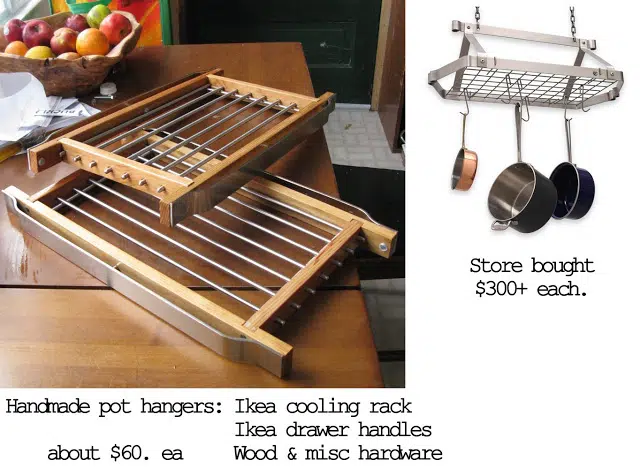 Store bought
$300+ each.
Handmade pot hangers: Ikea cooling rack
Ikea drawer handles
about $60. ea Wood & misc hardware